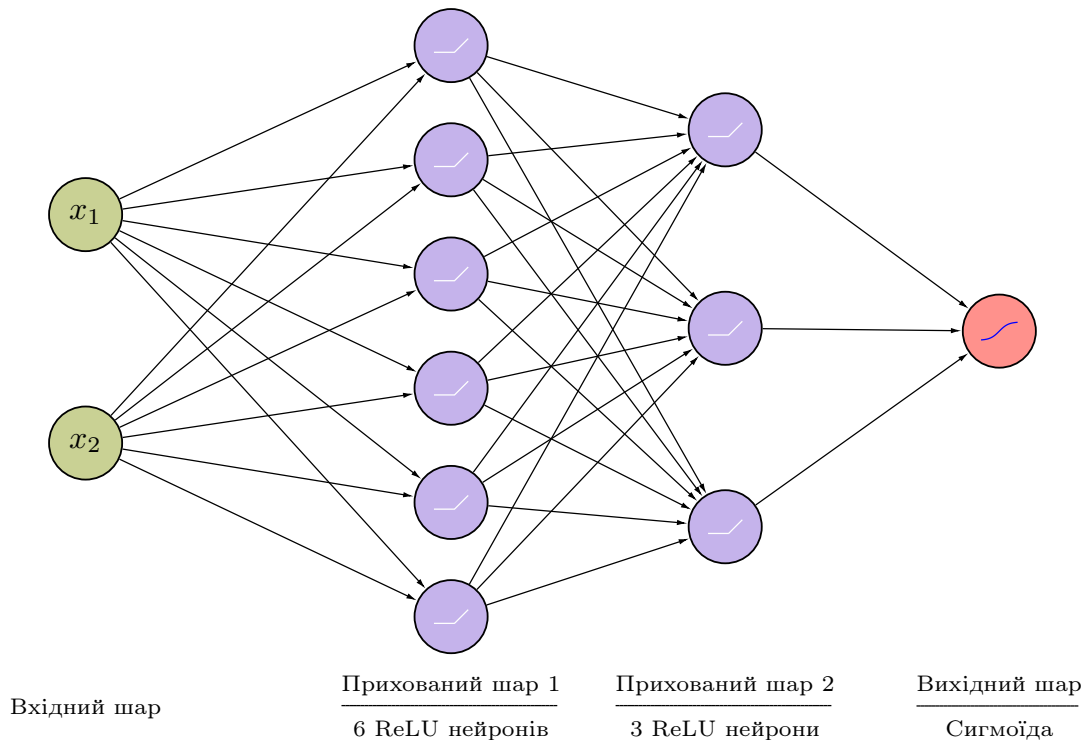 x₁
x₂
Вхідний шар
Прихований шар 1
6 ReLU нейронів
Прихований шар 2
3 ReLU нейрони
Вихідний шар
Сигмоїда